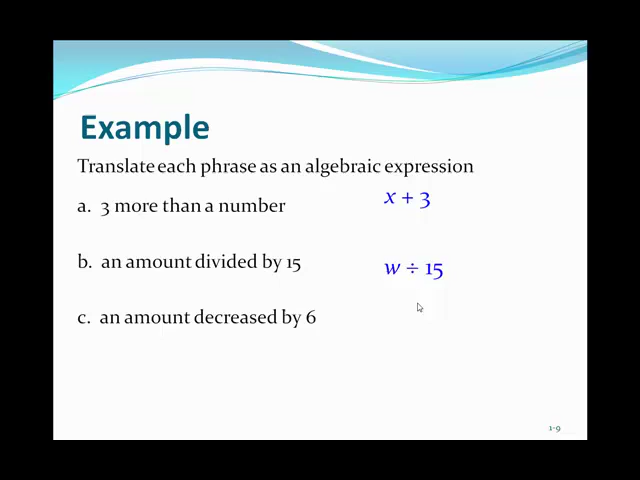 Example
Translate each phrase as an algebraic expression
a. 3 more than a number x + 3
b. an amount divided by 15 w ÷ 15
c. an amount decreased by 6
1-9